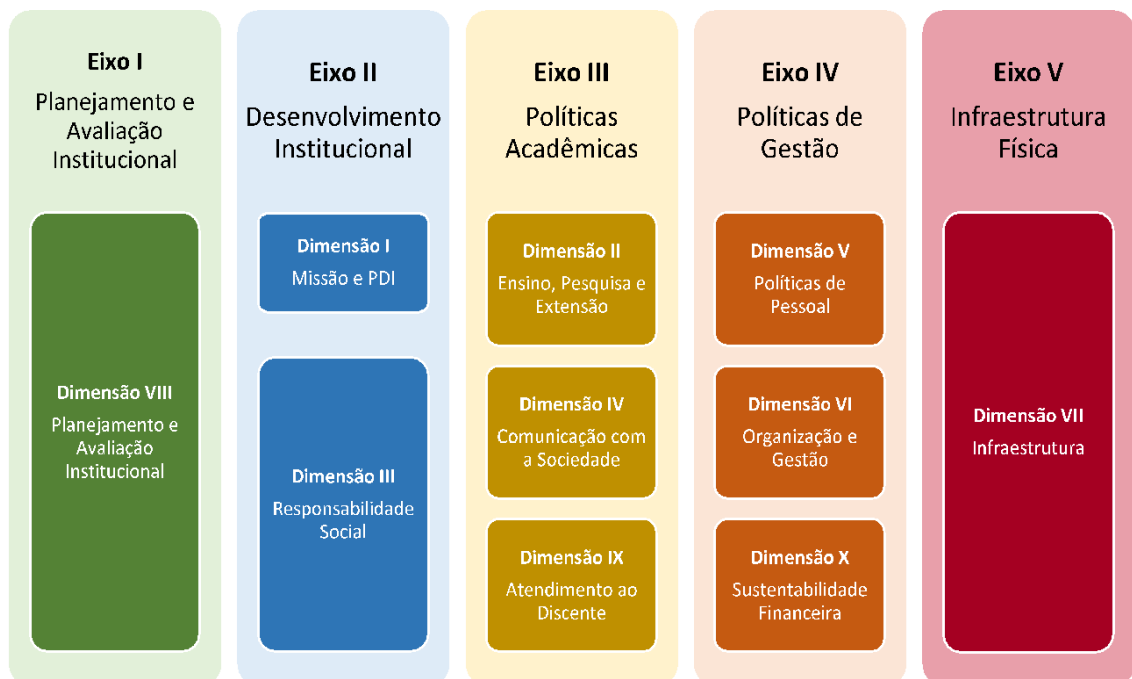 Eixo I
Planejamento e
Avaliação
Institucional
Dimensão VIII
Planejamento e
Avaliação
Institucional
Eixo II
Desenvolvimento
Institucional
Dimensão I
Missão e PDI
Dimensão III
Responsabilidade
Social
Eixo III
Políticas
Acadêmicas
Dimensão II
Ensino, Pesquisa e
Extensão
Dimensão IV
Comunicação com
a Sociedade
Dimensão IX
Atendimento ao
Discente
Eixo IV
Políticas de
Gestão
Dimensão V
Políticas de
Pessoal
Dimensão VI
Organização e
Gestão
Dimensão X
Sustentabilidade
Financeira
Eixo V
Infraestrutura
Física
Dimensão VII
Infraestrutura